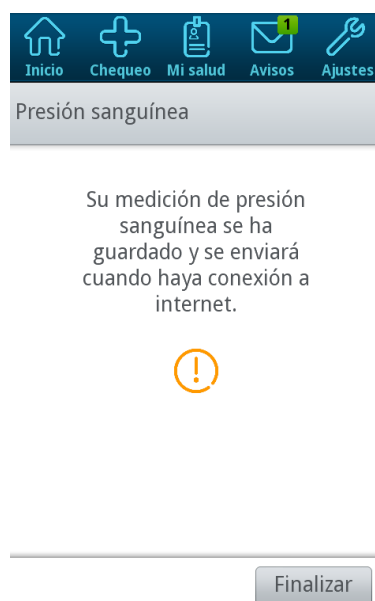 1
Inicio Chequeo Mi salud Avisos Ajustes
Presión sanguínea
Su medición de presión
sanguínea se ha
guardado y se enviará
cuando haya conexión a
internet.
Finalizar